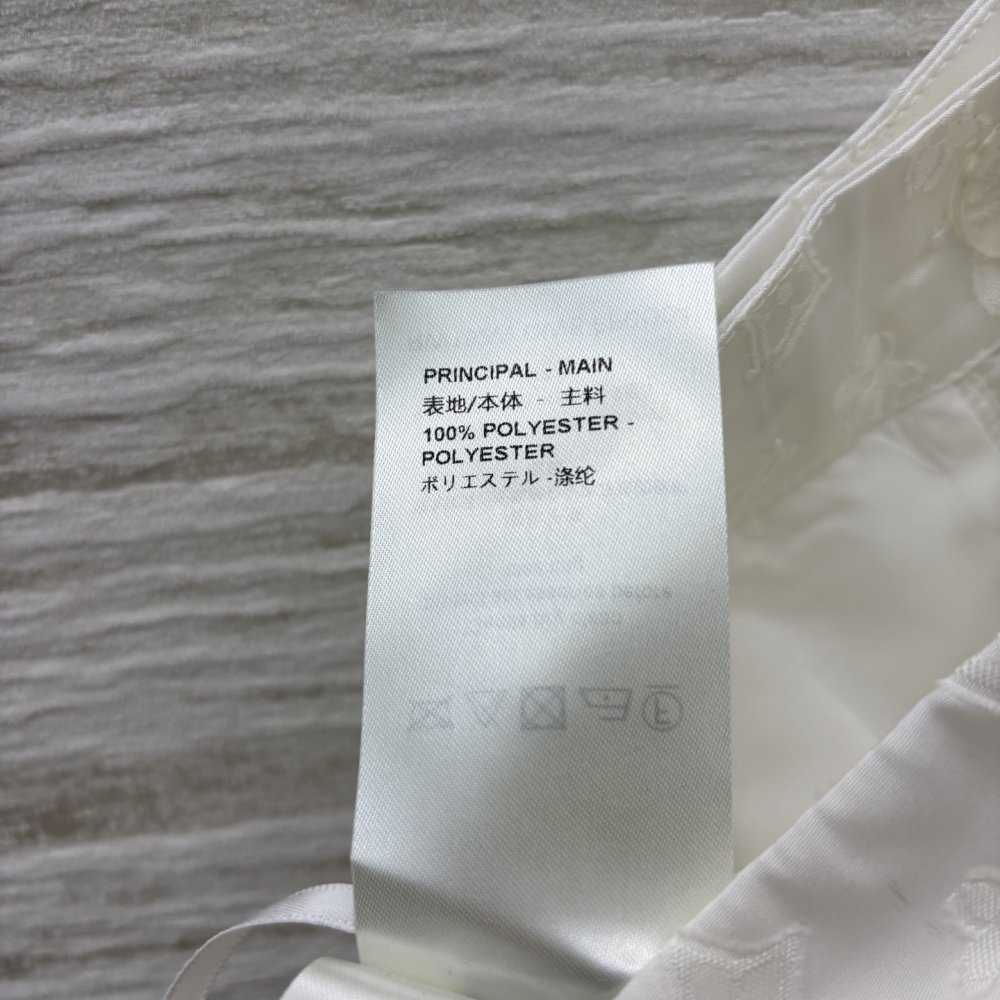 PRINCIPAL - MAIN
表地/本体 - 主料
100% POLYESTER -
POLYESTER
ポリエステル -涤纶